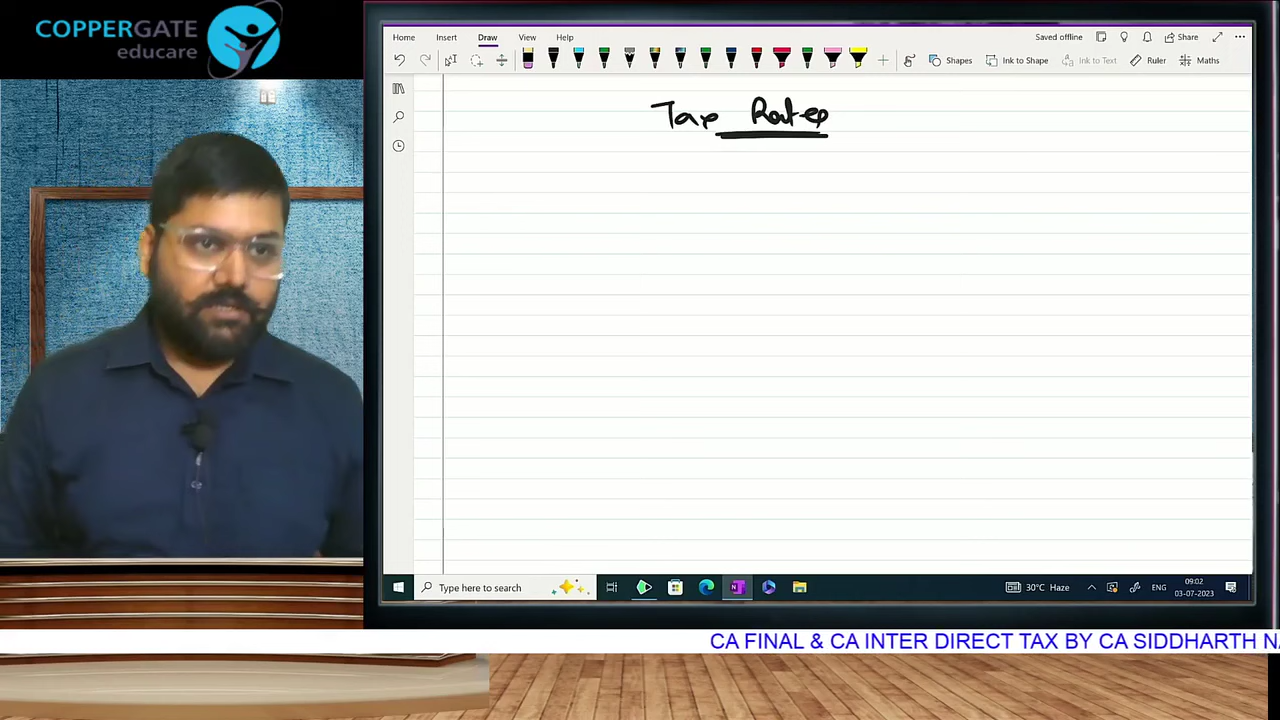 COPPERGATE
educare
Home Insert Draw View Help
Saved offline
Share
Shapes
Ink to Shape
Ink to Text
Ruler
Maths
Tax Rates
Type here to search
30°C Haze
ENG
09:02
03-07-2023
CA FINAL & CA INTER DIRECT TAX BY CA SIDDHARTH N